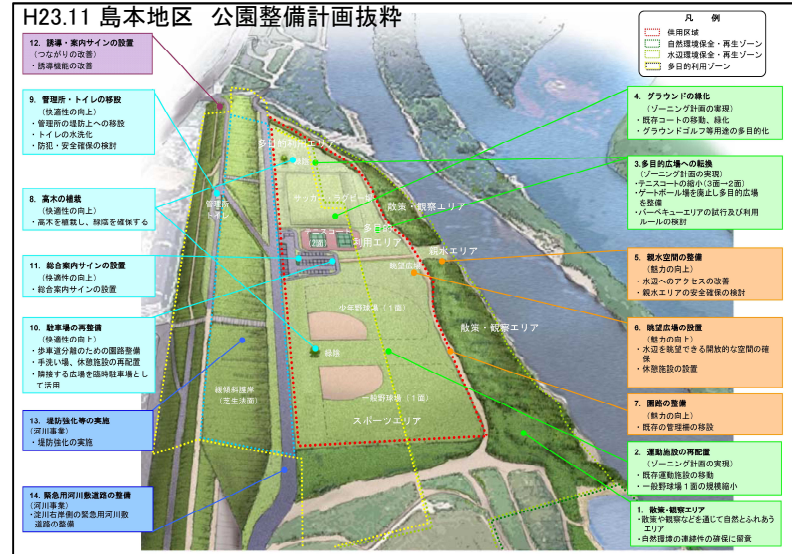 H23.11 島本地区　公園整備計画抜粋
凡　例
供用区域
自然環境保全・再生ゾーン
水辺環境保全・再生ゾーン
多目的利用ゾーン
12. 誘導・案内サインの設置
(つながりの改善)
・誘導機能の改善
9. 管理所・トイレの移設
(快適性の向上)
・管理所の堤防上への移設
・トイレの水洗化
・防犯・安全確保の検討
8. 高木の植栽
(快適性の向上)
・高木を植栽し、緑陰を確保する
11. 総合案内サインの設置
(快適性の向上)
・総合案内サインの設置
10. 駐車場の再整備
(快適性の向上)
・歩車道分離のための園路整備
・手洗い場、休憩施設の再配置
・隣接する広場を臨時駐車場とし
て活用
13. 堤防強化等の実施
(河川事業)
・堤防強化の実施
14. 緊急用河川敷道路の整備
(河川事業)
・淀川右岸側の緊急用河川敷
道路の整備
多目的利用エリア
緑陰
サッカー・ラグビー場
管理所
トイレ
テニスコート
(2面)
多目的
利用エリア
散策・観察エリア
親水エリア
眺望広場
少年野球場（1面）
散策・観察エリア
緑陰
緩傾斜護岸
(芝生法面)
一般野球場（1面）
スポーツエリア
4. グラウンドの緑化
(ゾーニング計画の実現)
・既存コートの移動、緑化
・グラウンドゴルフ等用途の多目的化
3.多目的広場への転換
(ゾーニング計画の実現)
・テニスコートの縮小(3面→2面)
・ゲートボール場を廃止し多目的広場
を整備
・バーベキューエリアの試行及び利用
ルールの検討
5. 親水空間の整備
(魅力の向上)
・水辺へのアクセスの改善
・親水エリアの安全確保の検討
6. 眺望広場の設置
(魅力の向上)
・水辺を眺望できる開放的な空間の確
保
・休憩施設の設置
7. 園路の整備
(魅力の向上)
・既存の管理柵の移設
2. 運動施設の再配置
(ゾーニング計画の実現)
・既存運動施設の移動
・一般野球場1面の規模縮小
1. 散策・観察エリア
・散策や観察などを通じて自然とふれあう
エリア
・自然環境の連続性の確保に留意